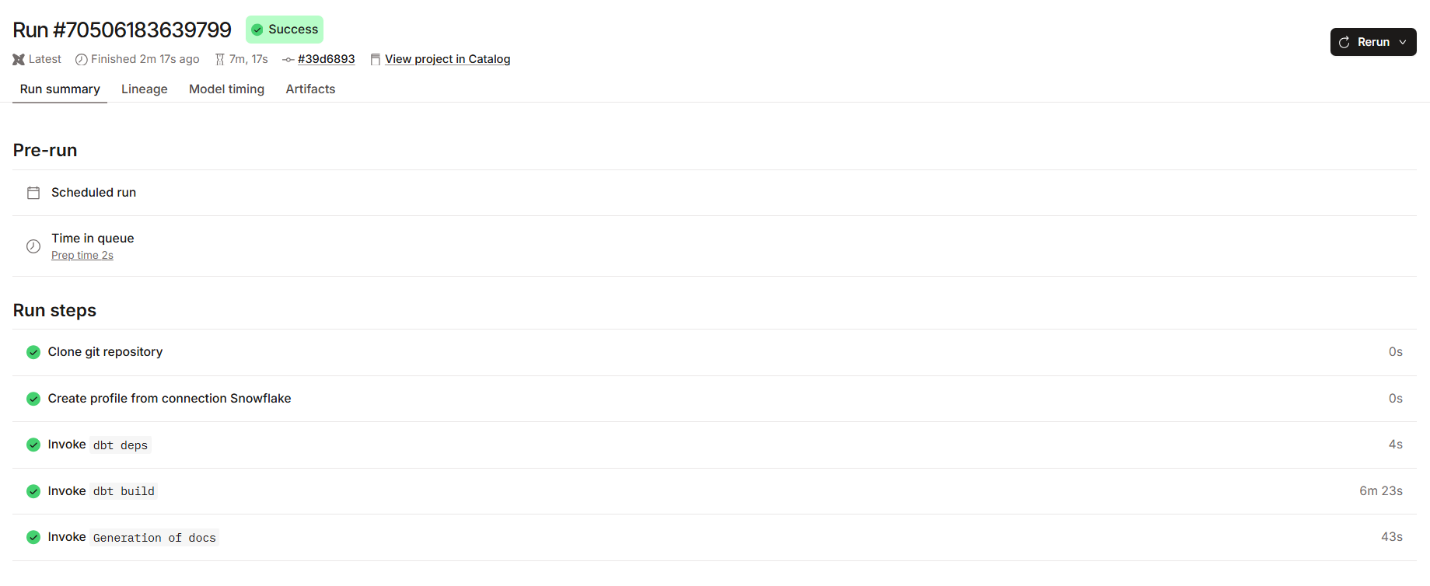 Run #70506183639799 Success
Rerun
Latest Finished 2m 17s ago 7m, 17s #39d6893 View project in Catalog
Run summary Lineage Model timing Artifacts
Pre-run
Scheduled run
Time in queue
Prep time 2s
Run steps
Clone git repository 0s
Create profile from connection Snowflake 0s
Invoke dbt deps 4s
Invoke dbt build 6m 23s
Invoke Generation of docs 43s